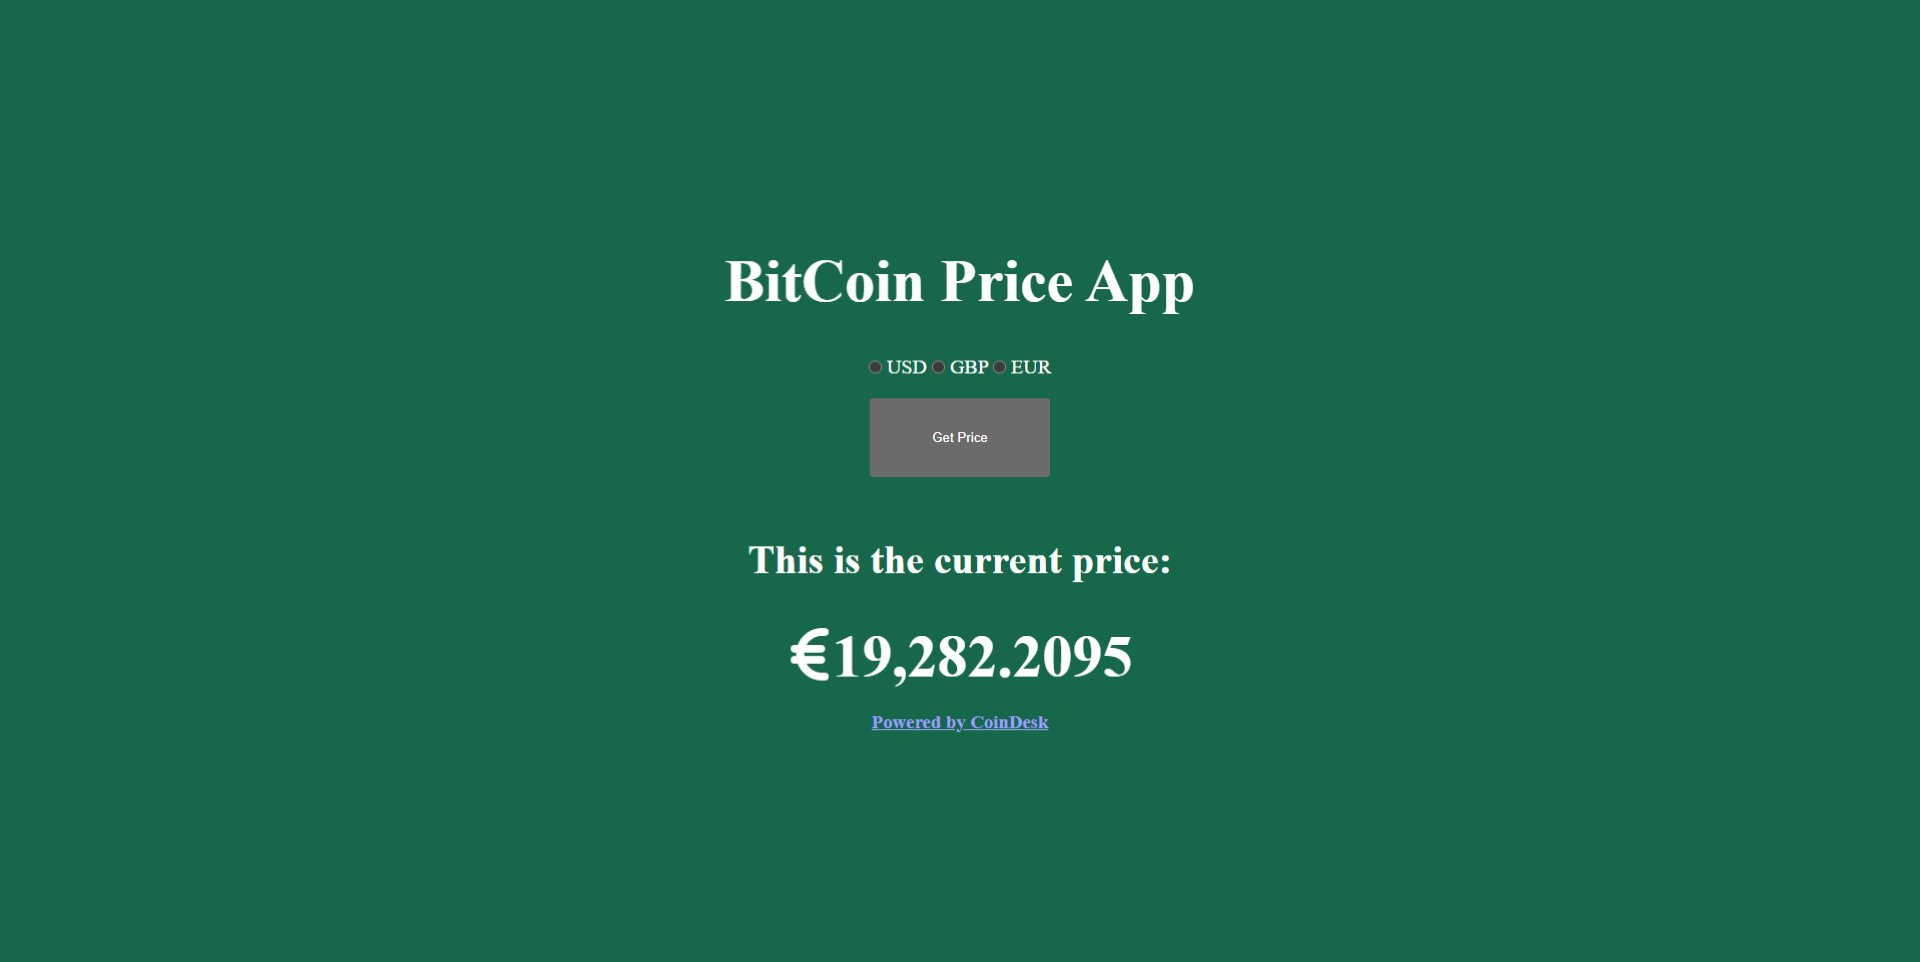 BitCoin Price App
USD GBP EUR
Get Price
This is the current price:
€19,282.2095
Powered by CoinDesk